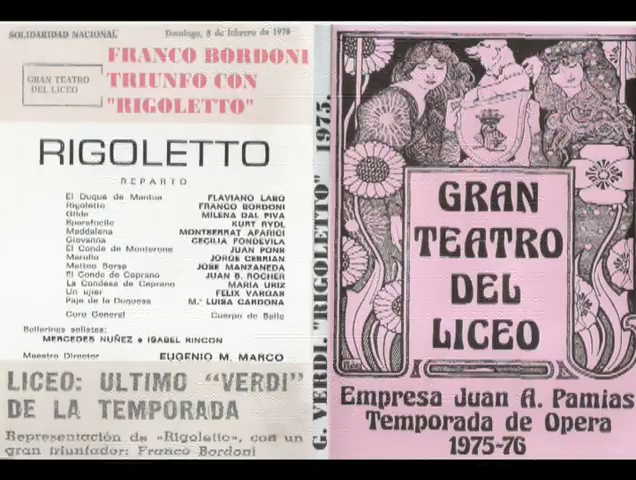 SOLIDARIDAD NACIONAL Domingo, 8 de febrero de 1976
FRANCO BORDONI
GRAN TEATRO
DEL LICEO
TRIUNFO CON
"RIGOLETTO"
RIGOLETTO
REPARTO
El Duque de Mantua FLAVIANO LABO
Rigoletto FRANCO BORDONI
Gilda MILENA DAL PIVA
Sparafucile KURT RYDL
Maddalena MONTSERRAT APARICI
Giovanna CECILIA FONDEVILA
El Conde de Monterone JUAN PONS
Marullo JORGE CEBRIAN
Matteo Borsa JOSE MANZANEDA
El Conde de Ceprano JUAN B. ROCHER
La Condesa de Ceprano MARIA URIZ
Un ujier FELIX VARGAS
Paje de la Duquesa M.ª LUISA CARDONA
Coro General Cuerpo de Baile
Bailarinas solistas:
MERCEDES NUÑEZ • ISABEL RINCON
Maestro Director EUGENIO M. MARCO
LICEO: ULTIMO "VERDI"
DE LA TEMPORADA
Representación de «Rigoletto», con un
gran triunfador: Franco Bordoni
G. VERDI. "RIGOLETTO" 1975.
GRAN
TEATRO
DEL
LICEO
Empresa Juan A. Pamias
Temporada de Opera
1975-76